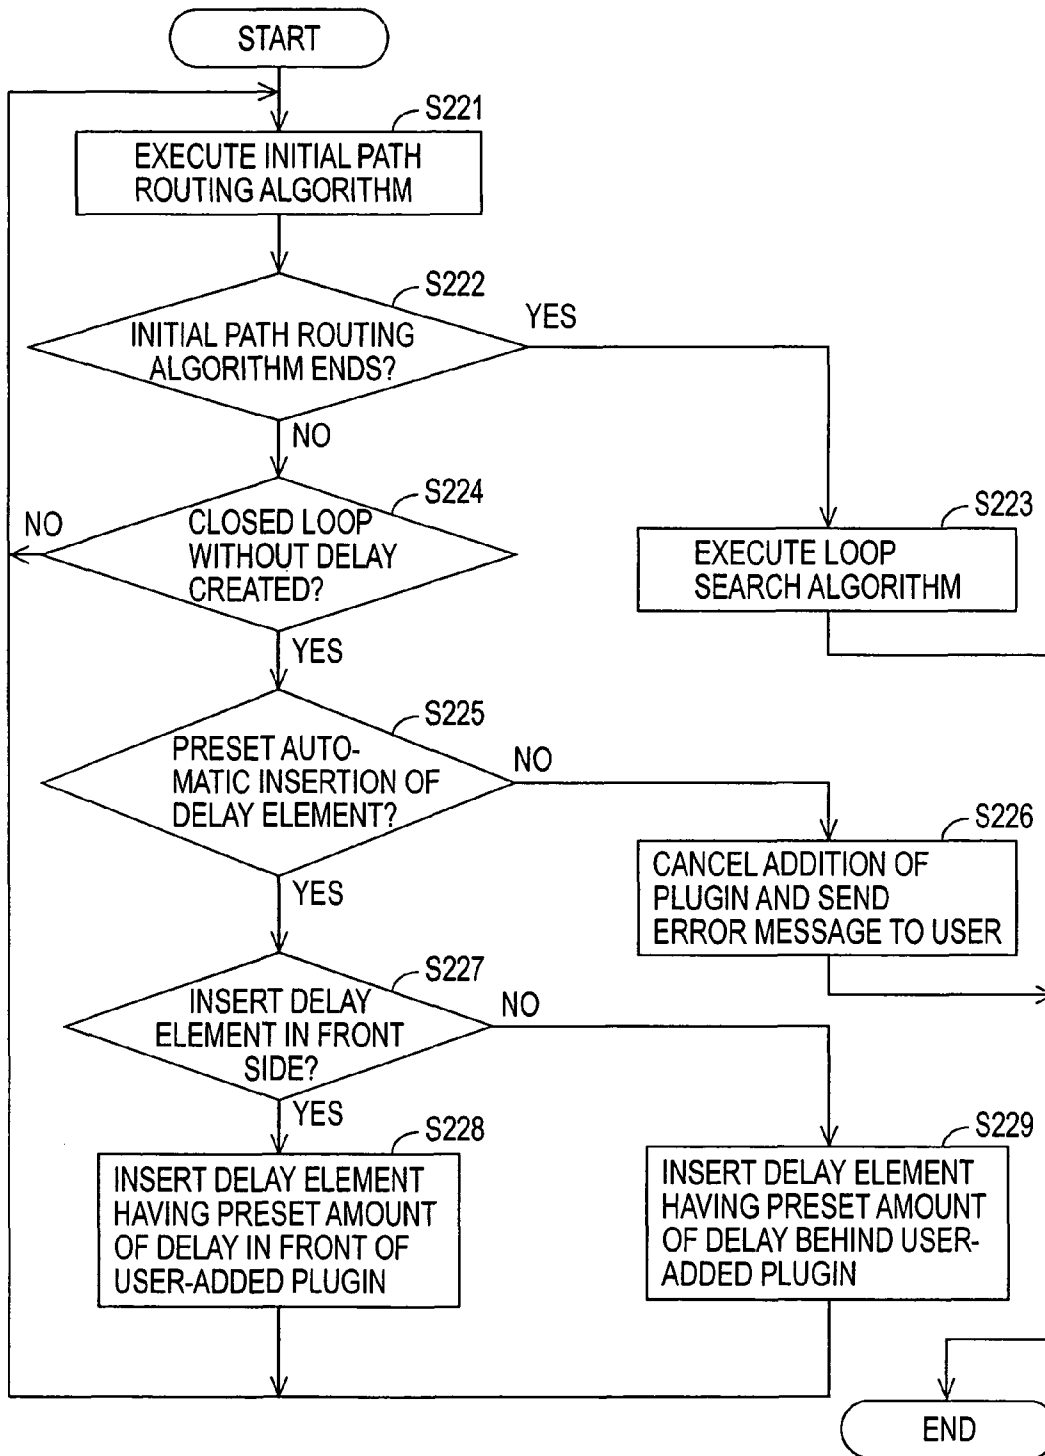 START
S221
EXECUTE INITIAL PATH
ROUTING ALGORITHM
S222
INITIAL PATH ROUTING
ALGORITHM ENDS?
YES
NO
S224
NO
CLOSED LOOP
WITHOUT DELAY
CREATED?
S223
EXECUTE LOOP
SEARCH ALGORITHM
YES
S225
PRESET AUTO-
MATIC INSERTION OF
DELAY ELEMENT?
NO
S226
CANCEL ADDITION OF
PLUGIN AND SEND
ERROR MESSAGE TO USER
YES
S227
INSERT DELAY
ELEMENT IN FRONT
SIDE?
NO
YES
S228
INSERT DELAY ELEMENT
HAVING PRESET AMOUNT
OF DELAY IN FRONT OF
USER-ADDED PLUGIN
S229
INSERT DELAY ELEMENT
HAVING PRESET AMOUNT
OF DELAY BEHIND USER-
ADDED PLUGIN
END